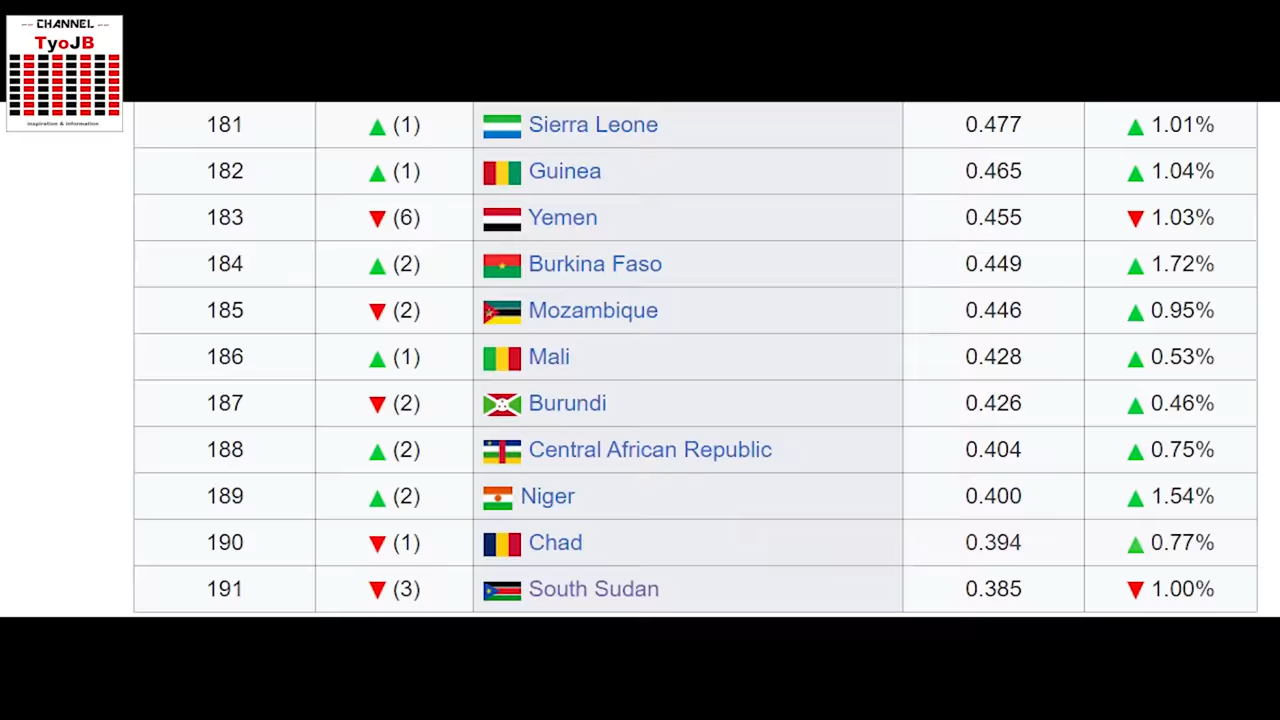 -- CHANNEL --
TyoJB
Inspiration & Information
181 ▲ (1) Sierra Leone 0.477 ▲ 1.01%
182 ▲ (1) Guinea 0.465 ▲ 1.04%
183 ▼ (6) Yemen 0.455 ▼ 1.03%
184 ▲ (2) Burkina Faso 0.449 ▲ 1.72%
185 ▼ (2) Mozambique 0.446 ▲ 0.95%
186 ▲ (1) Mali 0.428 ▲ 0.53%
187 ▼ (2) Burundi 0.426 ▲ 0.46%
188 ▲ (2) Central African Republic 0.404 ▲ 0.75%
189 ▲ (2) Niger 0.400 ▲ 1.54%
190 ▼ (1) Chad 0.394 ▲ 0.77%
191 ▼ (3) South Sudan 0.385 ▼ 1.00%